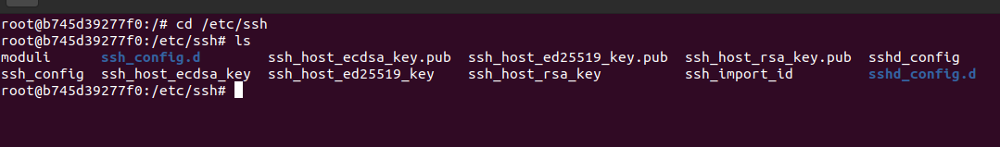 root@b745d39277f0:/# cd /etc/ssh
root@b745d39277f0:/etc/ssh# ls
moduli ssh_config.d ssh_host_ecdsa_key.pub ssh_host_ed25519_key.pub ssh_host_rsa_key.pub sshd_config
ssh_config ssh_host_ecdsa_key ssh_host_ed25519_key ssh_host_rsa_key ssh_import_id sshd_config.d
root@b745d39277f0:/etc/ssh#